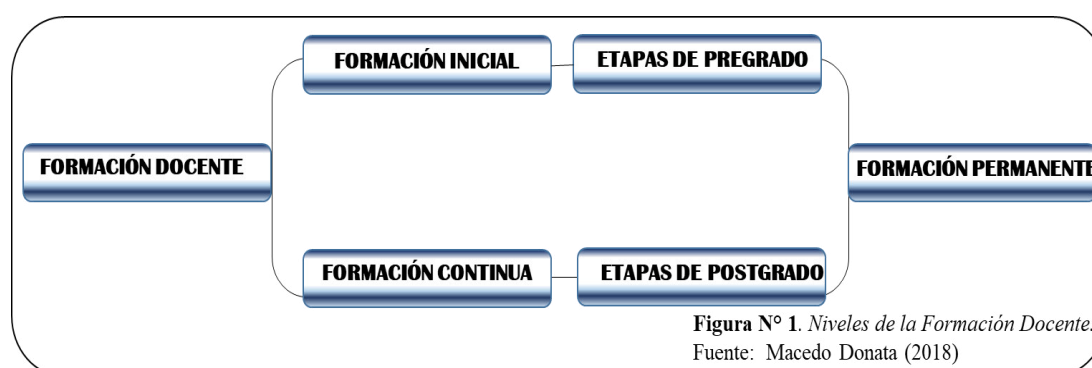 FORMACIÓN INICIAL
ETAPAS DE PREGRADO
FORMACIÓN DOCENTE
FORMACIÓN PERMANENTE
FORMACIÓN CONTINUA
ETAPAS DE POSTGRADO
Figura N° 1. Niveles de la Formación Docente.
Fuente: Macedo Donata (2018)